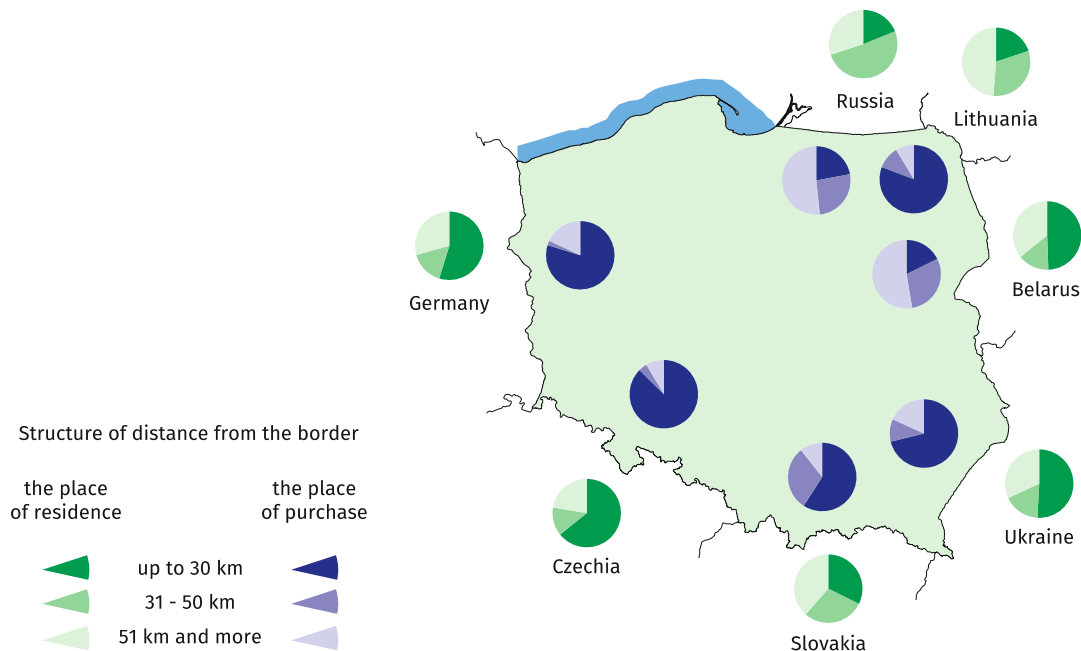 Russia
Lithuania
Germany
Belarus
Structure of distance from the border
the place
of residence
the place
of purchase
up to 30 km
31 - 50 km
51 km and more
Czechia
Ukraine
Slovakia